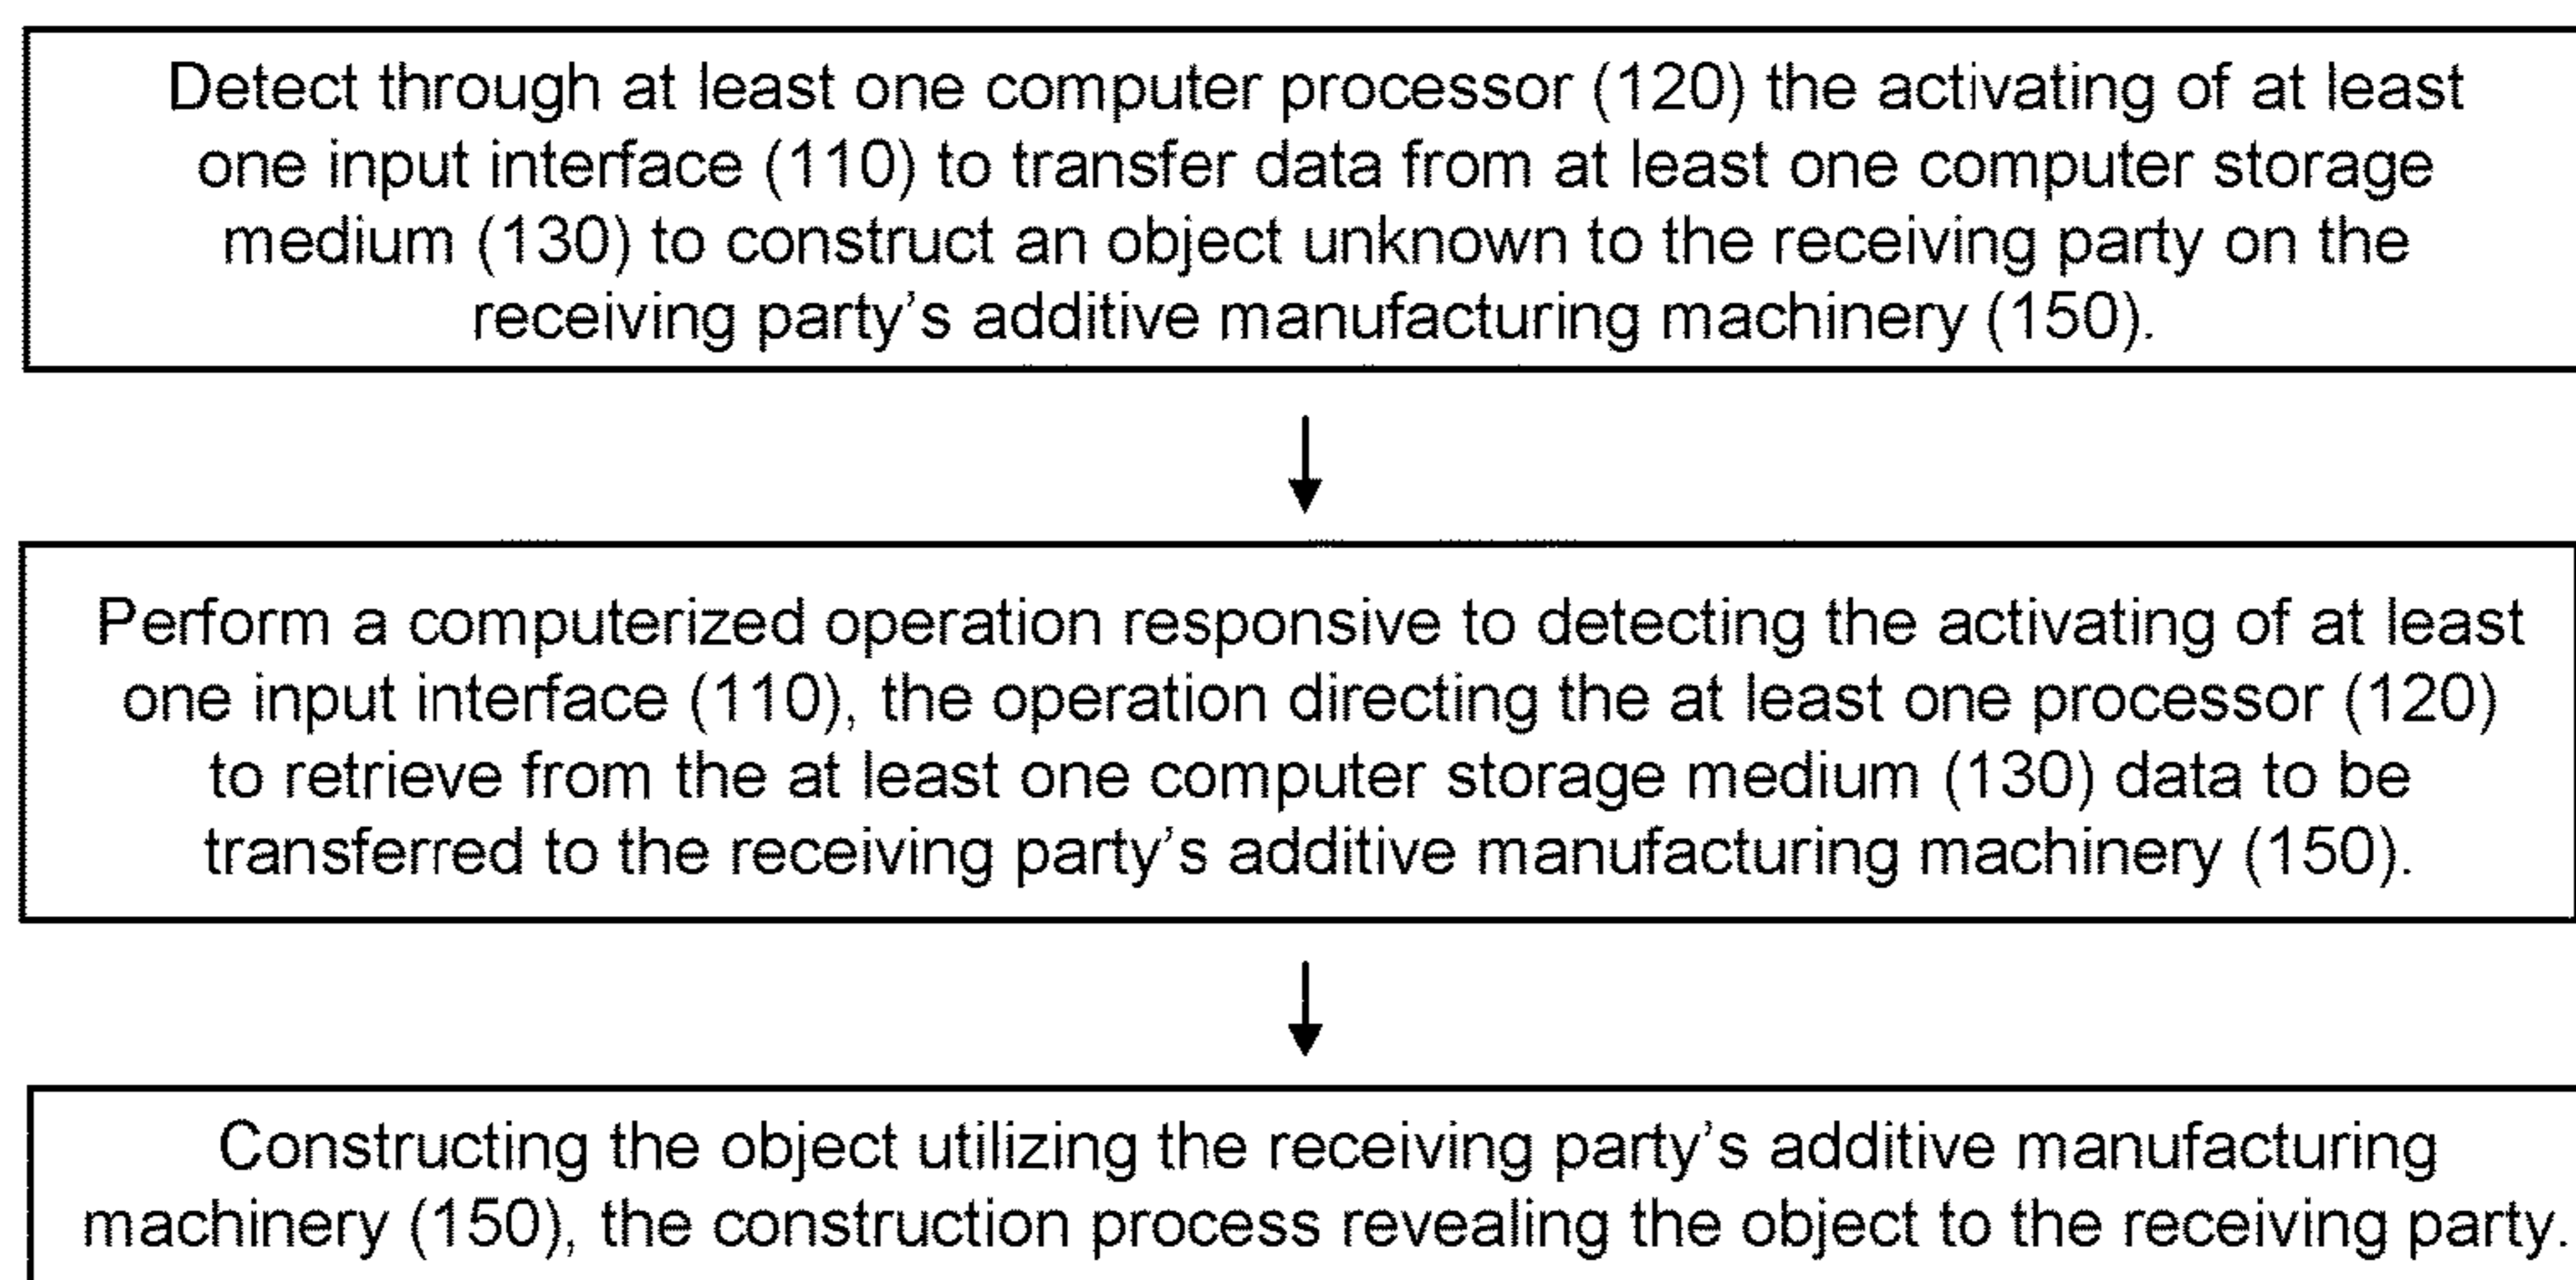 Detect through at least one computer processor (120) the activating of at least
one input interface (110) to transfer data from at least one computer storage
medium (130) to construct an object unknown to the receiving party on the
receiving party's additive manufacturing machinery (150).
Perform a computerized operation responsive to detecting the activating of at least
one input interface (110), the operation directing the at least one processor (120)
to retrieve from the at least one computer storage medium (130) data to be
transferred to the receiving party's additive manufacturing machinery (150).
Constructing the object utilizing the receiving party's additive manufacturing
machinery (150), the construction process revealing the object to the receiving party.